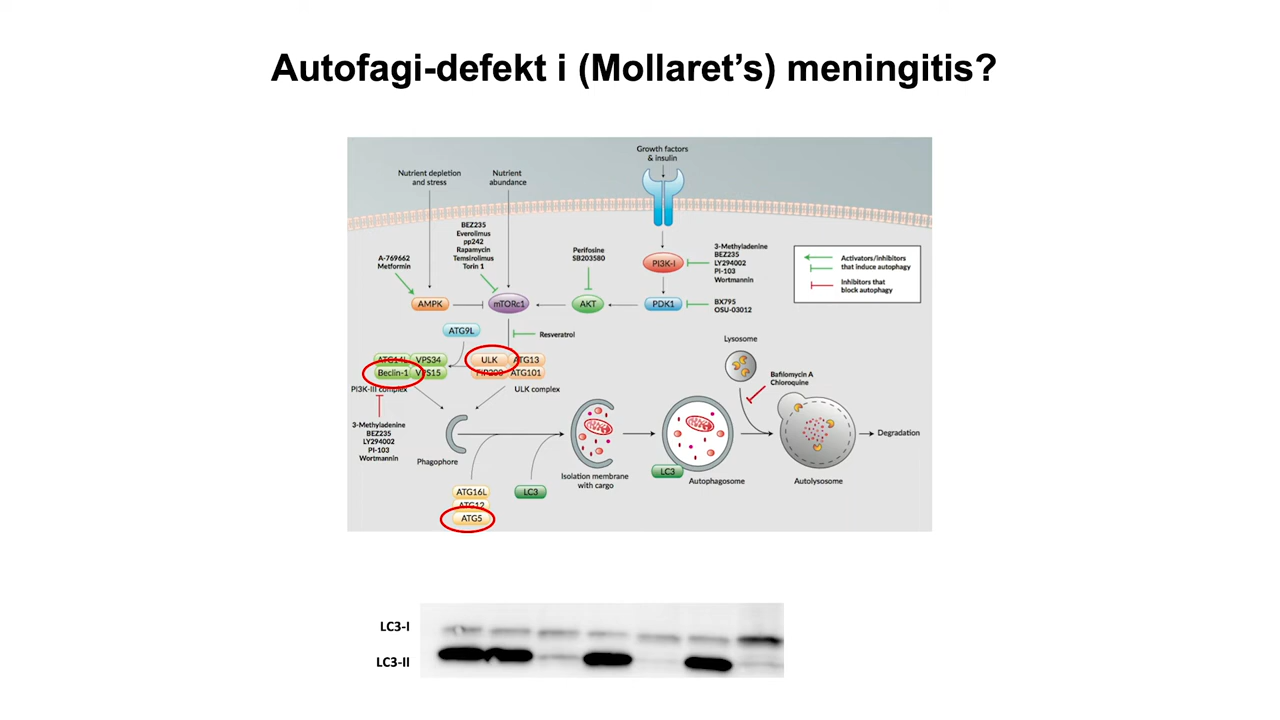 Autofagi-defekt i (Mollaret’s) meningitis?
Growth factors
& insulin
Nutrient depletion
and stress
Nutrient
abundance
BEZ235
Everolimus
pp242
Rapamycin
Temsirolimus
Torin 1
A-769662
Metformin
Perifosine
SB203580
PI3K-I
3-Methyladenine
BEZ235
LY294002
PI-103
Wortmannin
Activators/inhibitors
that induce autophagy
Inhibitors that
block autophagy
AMPK
mTORc1
AKT
PDK1
BX795
OSU-03012
ATG9L
Resveratrol
Lysosome
ATG14L
VPS34
ULK
ATG13
Beclin-1
VPS15
FIP200
ATG101
PI3K-III complex
ULK complex
Bafilomycin A
Chloroquine
3-Methyladenine
BEZ235
LY294002
PI-103
Wortmannin
Phagophore
Degradation
Isolation membrane
with cargo
LC3
Autophagosome
Autolysosome
ATG16L
LC3
ATG12
ATG5
LC3-I
LC3-II